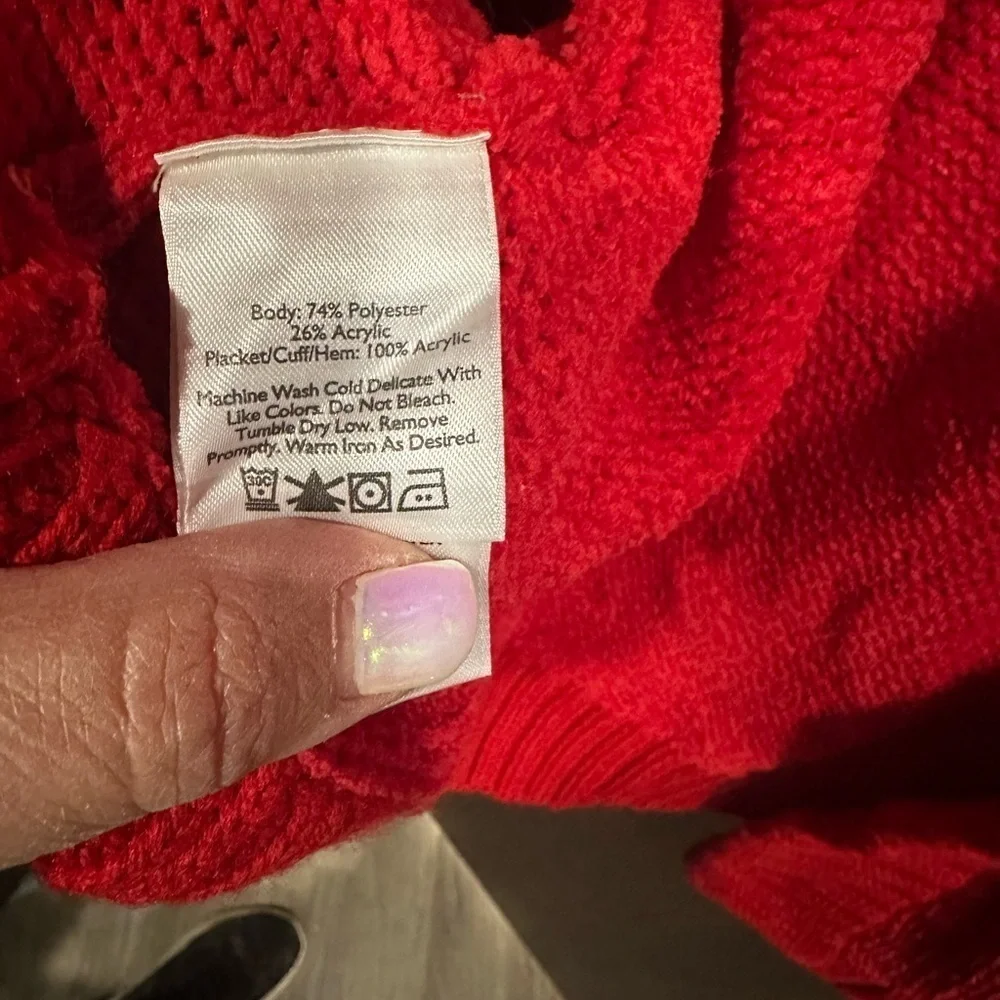 Body: 74% Polyester
26% Acrylic
Placket/Cuff/Hem: 100% Acrylic
Machine Wash Cold Delicate With
Like Colors. Do Not Bleach.
Tumble Dry Low. Remove
Promptly. Warm Iron As Desired.
30C